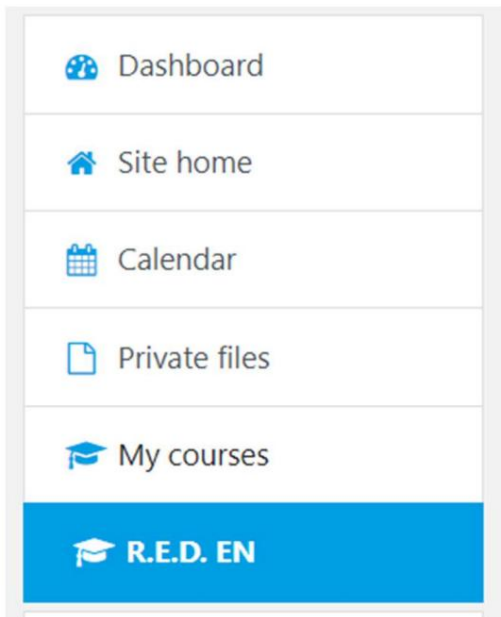 Dashboard
Site home
Calendar
Private files
My courses
R.E.D. EN